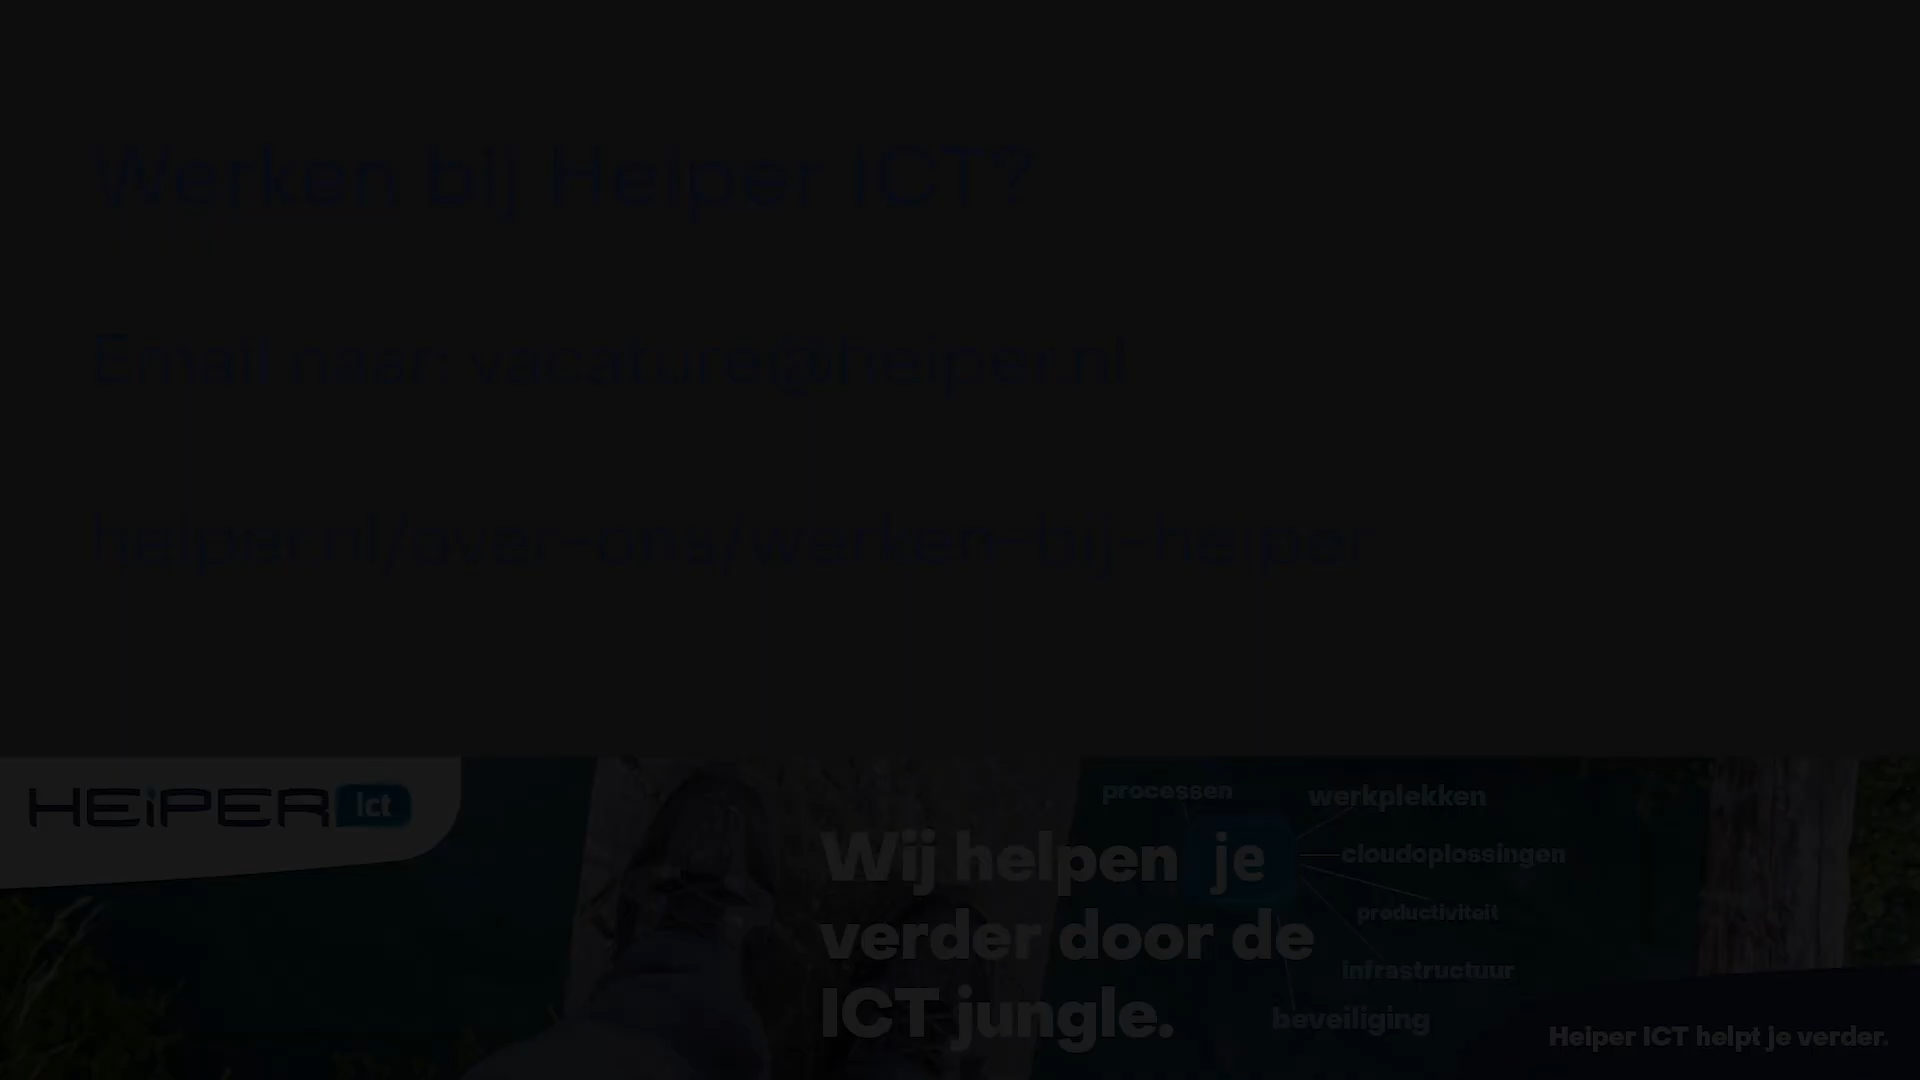 Werken bij Heiper ICT?
Email naar: vacature@heiper.nl
heiper.nl/over-ons/werken-bij-heiper
HEiPER Ict
processen
werkplekken
Wij helpen je
cloudoplossingen
productiviteit
verder door de
infrastructuur
ICT jungle.
beveiliging
Heiper ICT helpt je verder.